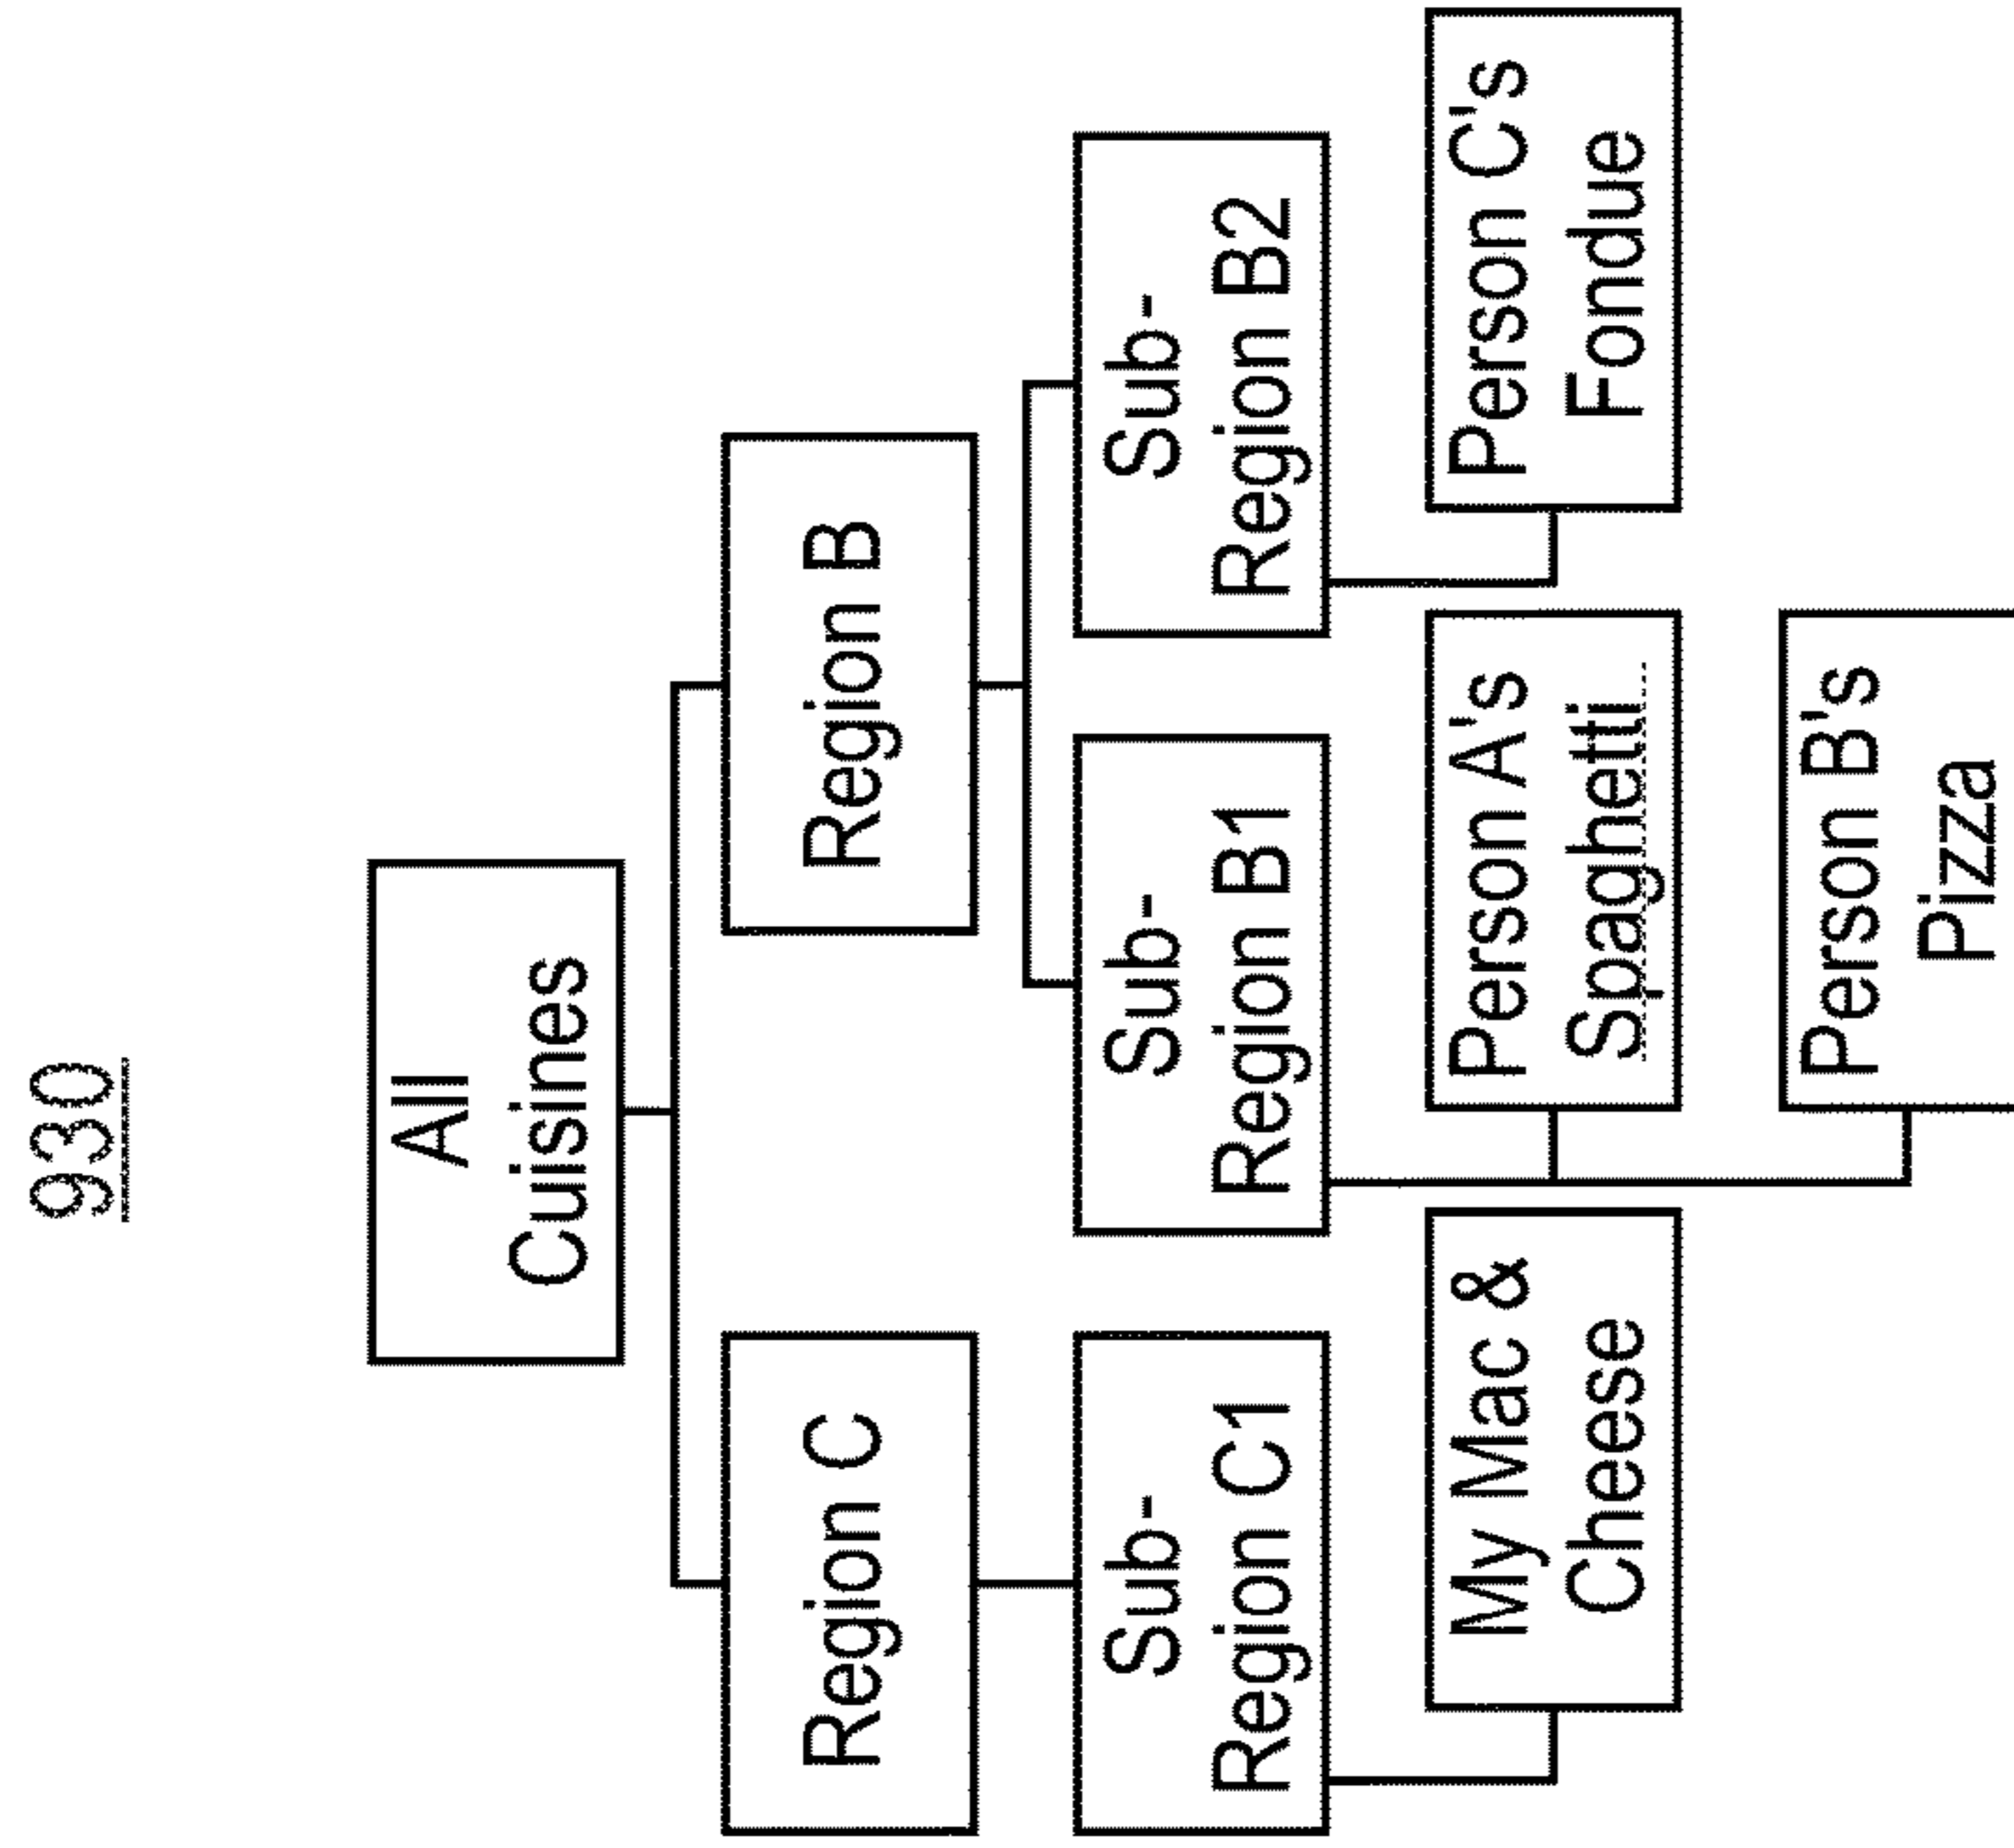 930
All
Cuisines
Region C
Region B
Sub-
Region C1
Sub-
Region B1
Sub-
Region B2
My Mac &
Cheese
Person A's
Spaghetti
Person C's
Fondue
Person B's
Pizza